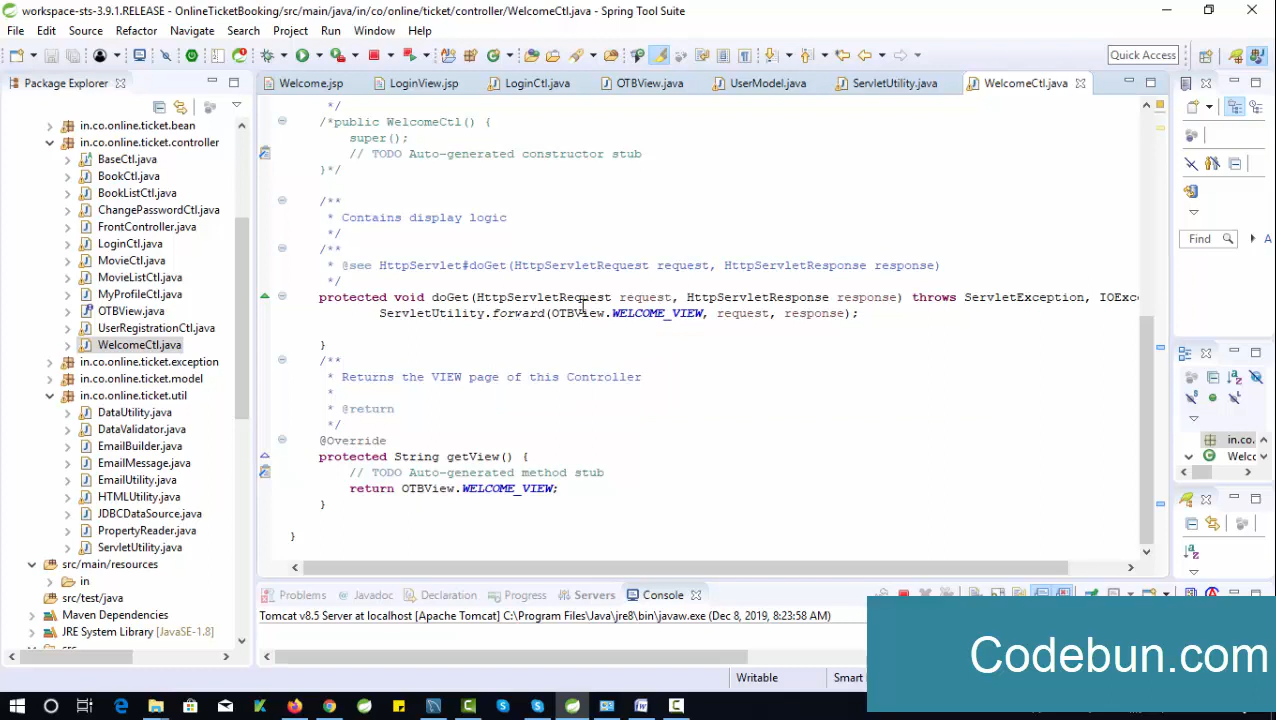 workspace-sts-3.9.1.RELEASE - OnlineTicketBooking/src/main/java/in/co/online/ticket/controller/WelcomeCtl.java - Spring Tool Suite
File Edit Source Refactor Navigate Search Project Run Window Help
Quick Access
Package Explorer
Welcome.jsp LoginView.jsp LoginCtl.java OTBView.java UserModel.java ServletUtility.java WelcomeCtl.java
in.co.online.ticket.bean
in.co.online.ticket.controller
BaseCtl.java
BookCtl.java
BookListCtl.java
ChangePasswordCtl.java
FrontController.java
LoginCtl.java
MovieCtl.java
MovieListCtl.java
MyProfileCtl.java
OTBView.java
UserRegistrationCtl.java
WelcomeCtl.java
in.co.online.ticket.exception
in.co.online.ticket.model
in.co.online.ticket.util
DataUtility.java
DataValidator.java
EmailBuilder.java
EmailMessage.java
EmailUtility.java
HTMLUtility.java
JDBCDataSource.java
PropertyReader.java
ServletUtility.java
src/main/resources
in
src/test/java
Maven Dependencies
JRE System Library [JavaSE-1.8]
src
*/
/*public WelcomeCtl() {
super();
// TODO Auto-generated constructor stub
}*/
/**
* Contains display logic
*/
/**
* @see HttpServlet#doGet(HttpServletRequest request, HttpServletResponse response)
*/
protected void doGet(HttpServletRequest request, HttpServletResponse response) throws ServletException, IOExce
ServletUtility.forward(OTBView.WELCOME_VIEW, request, response);
}
/**
* Returns the VIEW page of this Controller
*
* @return
*/
@Override
protected String getView() {
// TODO Auto-generated method stub
return OTBView.WELCOME_VIEW;
}
}
Find A
in.co.
Welc
Problems Javadoc Declaration Progress Servers Console
Tomcat v8.5 Server at localhost [Apache Tomcat] C:\Program Files\Java\jre8\bin\javaw.exe (Dec 8, 2019, 8:23:58 AM)
Writable Smart
Codebun.com